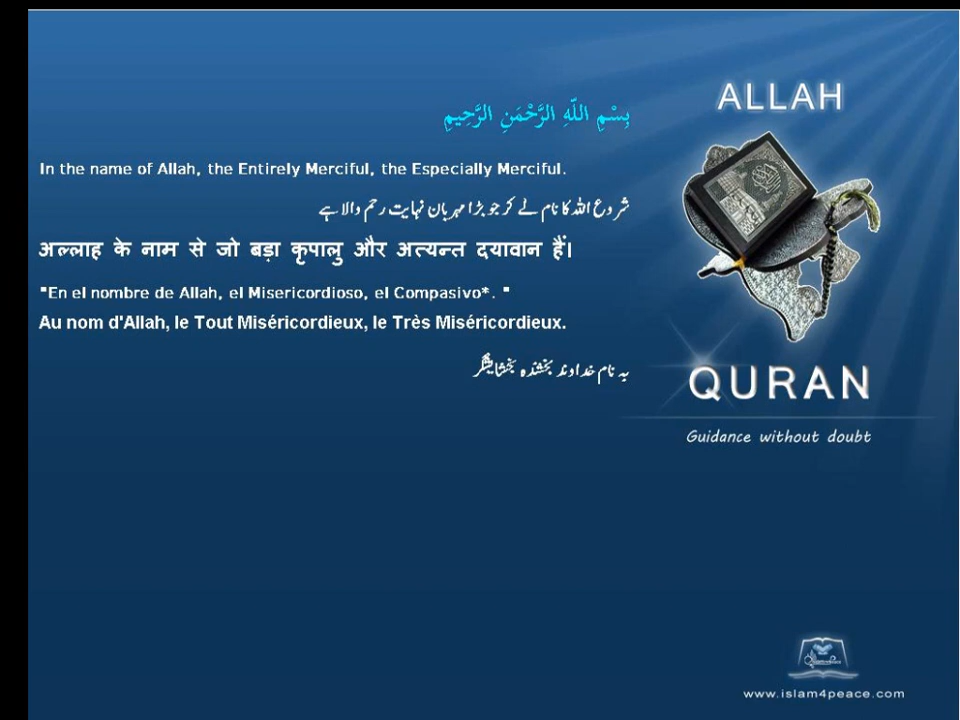 بِسْمِ اللّهِ الرَّحْمَنِ الرَّحِيمِ
In the name of Allah, the Entirely Merciful, the Especially Merciful.
شروع اللہ کا نام لے کر جو بڑا مہربان نہایت رحم والا ہے
अल्लाह के नाम से जो बड़ा कृपालु और अत्यन्त दयावान हैं।
"En el nombre de Allah, el Misericordioso, el Compasivo*. "
Au nom d'Allah, le Tout Miséricordieux, le Très Miséricordieux.
به نام خداوند بخشنده بخشایشگر
ALLAH
QURAN
Guidance without doubt
www.islam4peace.com